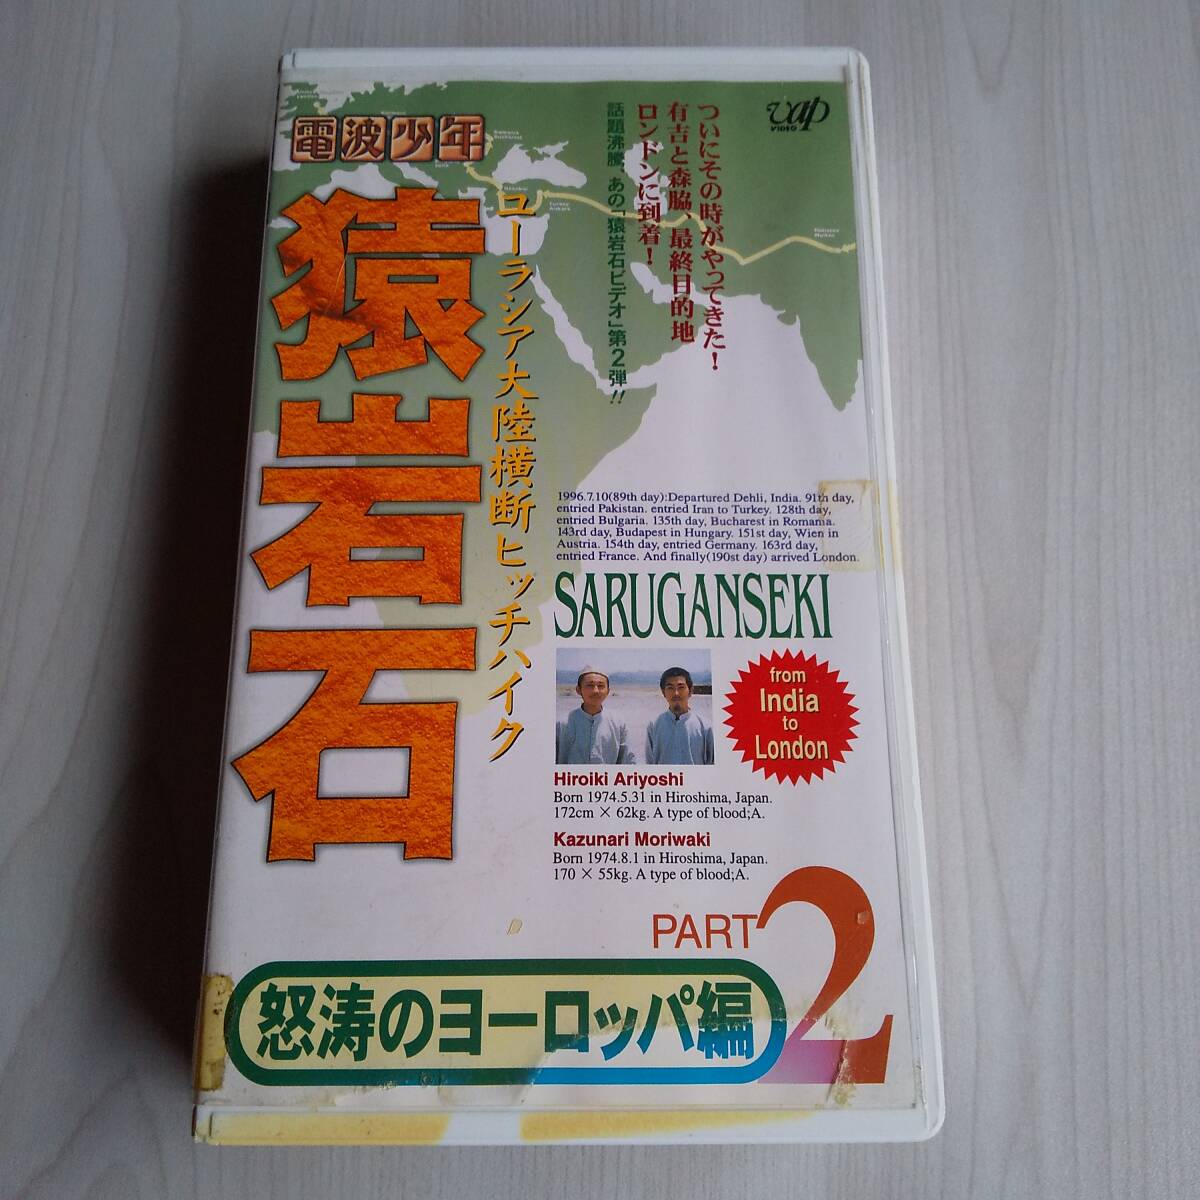 電波少年
猿岩石
ユーラシア大陸横断ヒッチハイク
ついにその時がやってきた!
有吉と森脇、最終目的地
ロンドンに到着!
話題沸騰、あの「猿岩石ビデオ」第2弾!!
vap
VIDEO
1996.7.10(89th day):Departured Dehli, India. 91th day,
entried Pakistan. entried Iran to Turkey. 128th day,
entried Bulgaria. 135th day, Bucharest in Romama.
143rd day, Budapest in Hungary. 151st day, Wien in
Austria. 154th day, entried Germany. 163rd day,
entried France. And finally(190st day) arrived London.
SARUGANSEKI
from
India
to
London
Hiroiki Ariyoshi
Born 1974.5.31 in Hiroshima, Japan.
172cm × 62kg. A type of blood;A.
Kazunari Moriwaki
Born 1974.8.1 in Hiroshima, Japan.
170 × 55kg. A type of blood;A.
PART 2
怒涛のヨーロッパ編
Istanbul
Turkey
Ankara